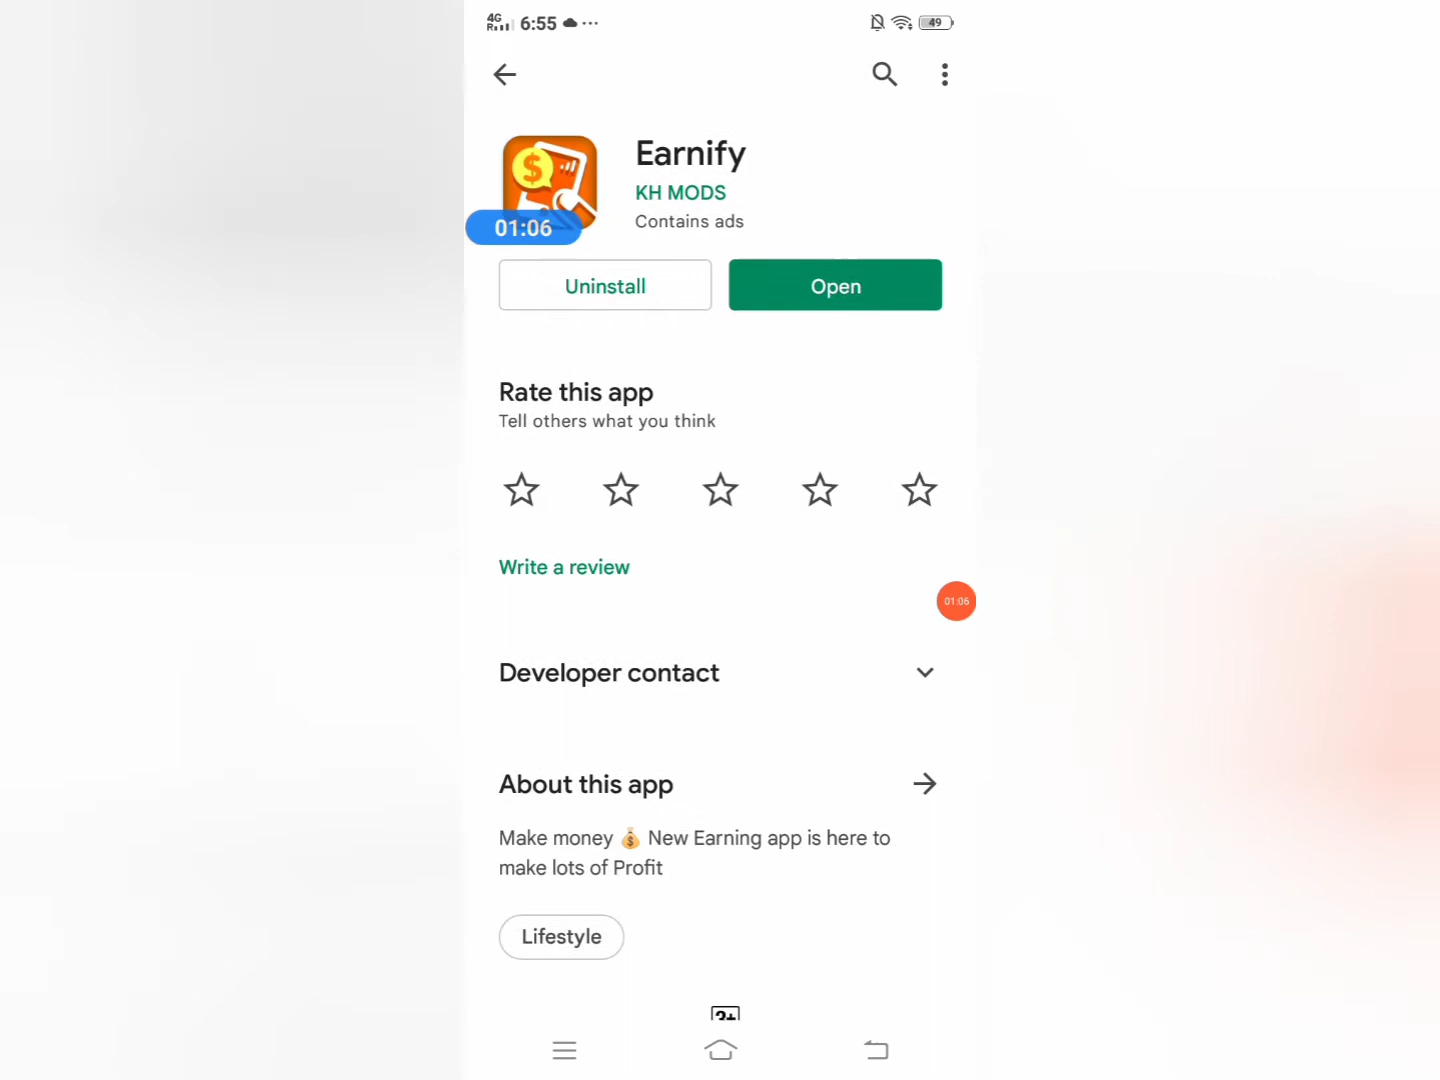 4G
R
6:55
49
Earnify
KH MODS
Contains ads
01:06
Uninstall
Open
Rate this app
Tell others what you think
Write a review
01:06
Developer contact
About this app
Make money 💰 New Earning app is here to
make lots of Profit
Lifestyle
3+